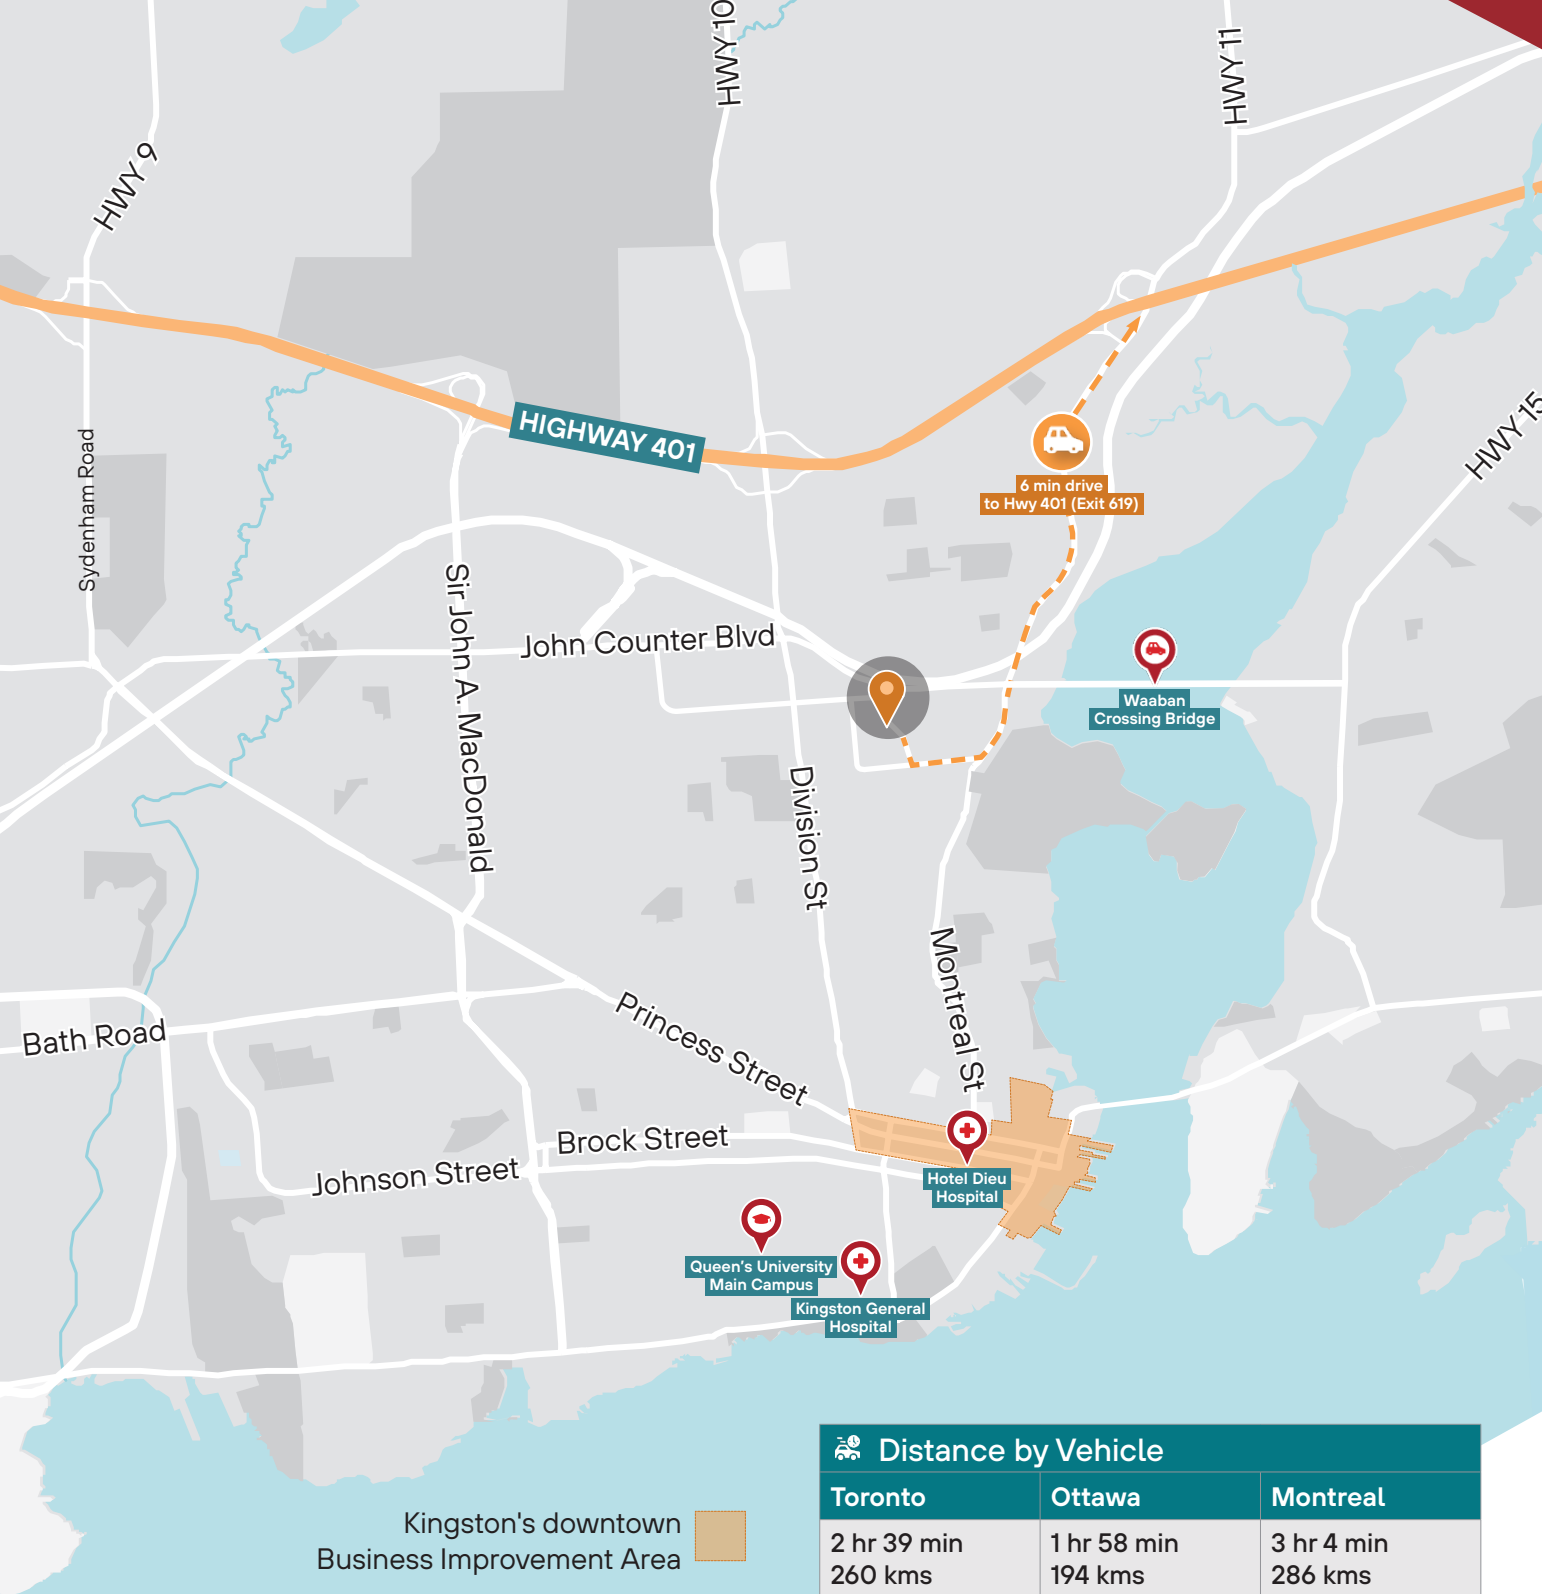 HWY 10
HWY 11
HWY 9
HIGHWAY 401
HWY 15
Sydenham Road
6 min drive
to Hwy 401 (Exit 619)
Sir John A. MacDonald
John Counter Blvd
Waaban
Crossing Bridge
Division St
Montreal St
Bath Road
Princess Street
Brock Street
Johnson Street
Hotel Dieu
Hospital
Queen's University
Main Campus
Kingston General
Hospital
Kingston's downtown
Business Improvement Area
Distance by Vehicle
Toronto
Ottawa
Montreal
2 hr 39 min
260 kms
1 hr 58 min
194 kms
3 hr 4 min
286 kms